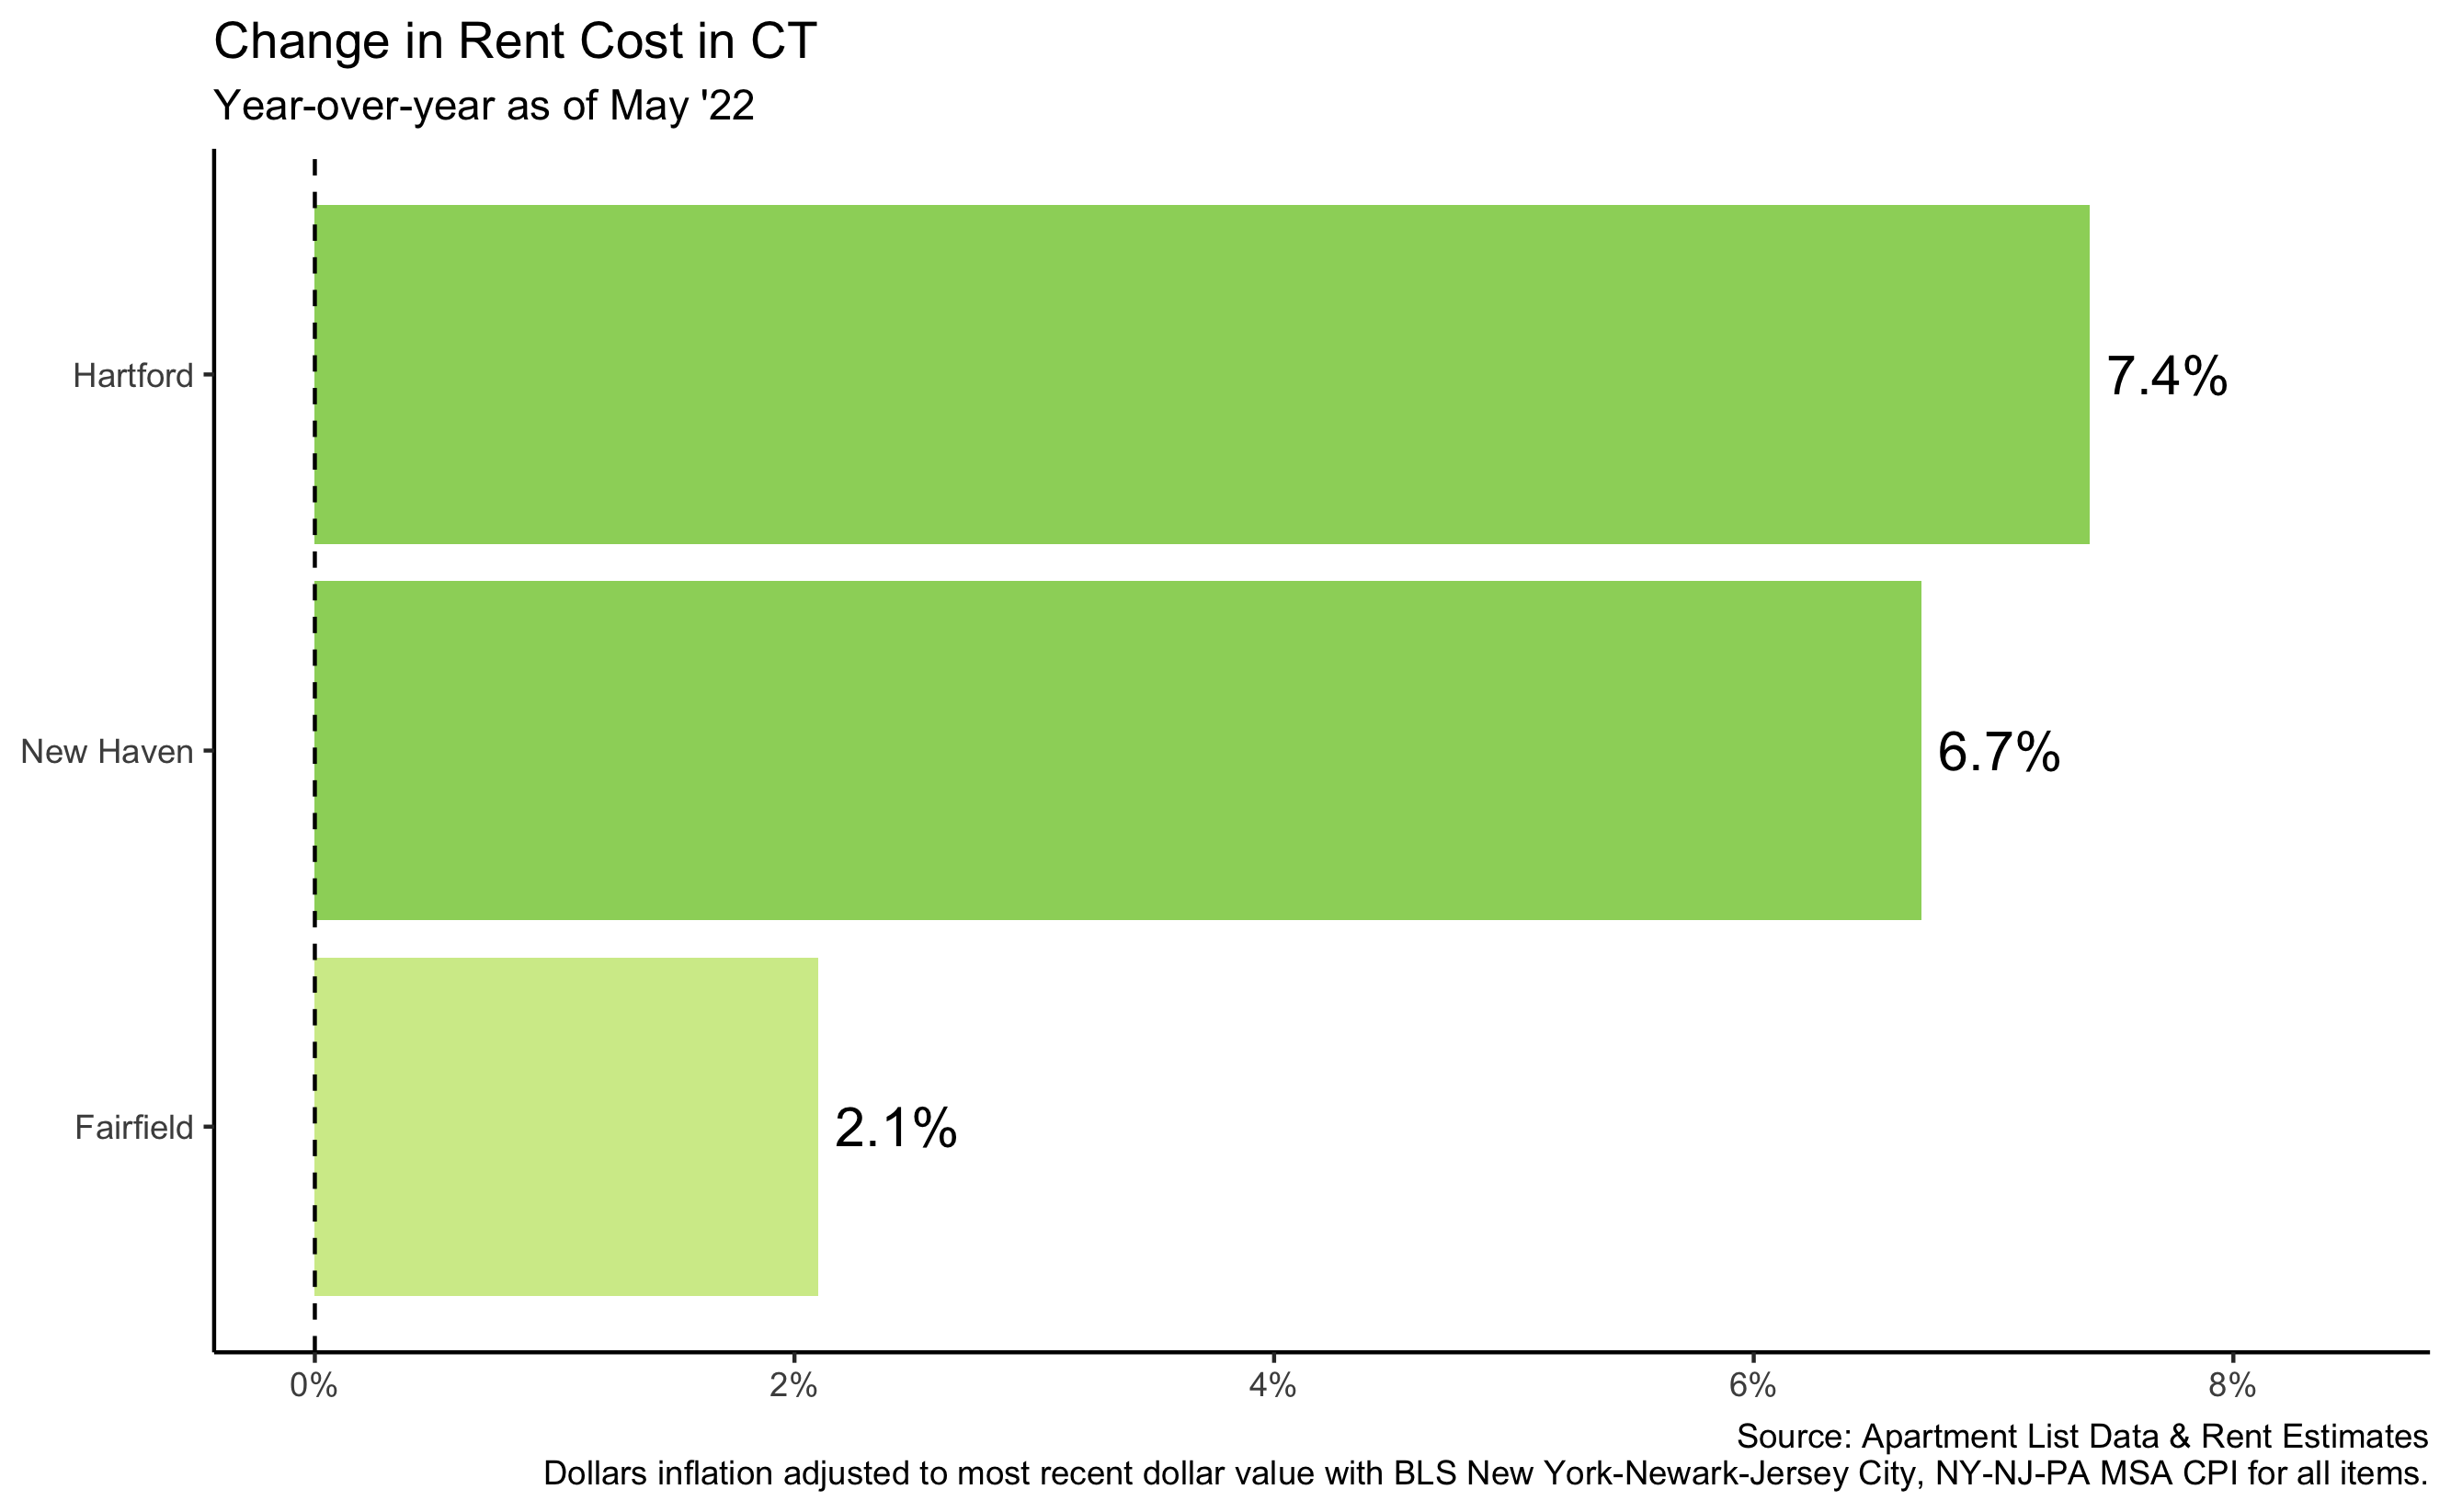 Change in Rent Cost in CT
Year-over-year as of May '22
Hartford
7.4%
New Haven
6.7%
Fairfield
2.1%
0%
2%
4%
6%
8%
Source: Apartment List Data & Rent Estimates
Dollars inflation adjusted to most recent dollar value with BLS New York-Newark-Jersey City, NY-NJ-PA MSA CPI for all items.